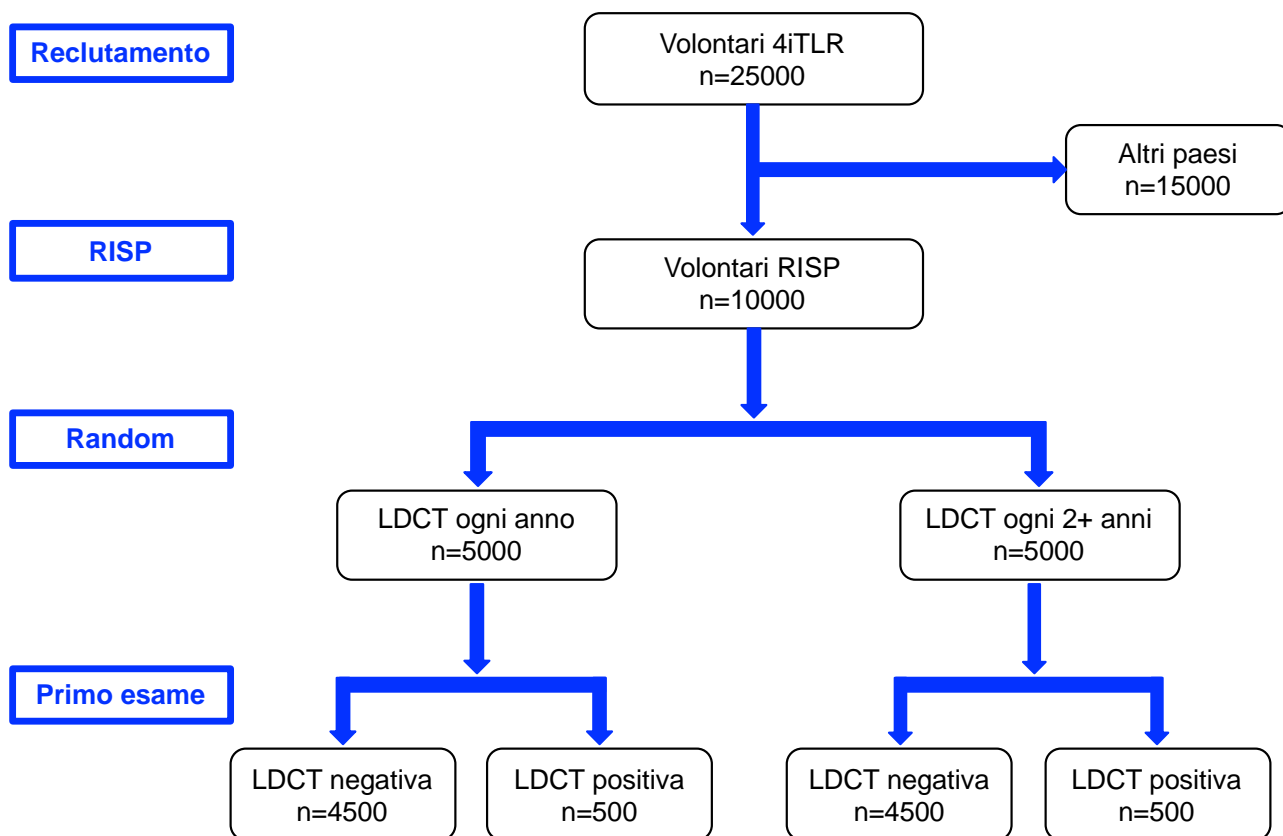 Reclutamento
Volontari 4iTLR
n=25000
Altri paesi
n=15000
RISP
Volontari RISP
n=10000
Random
LDCT ogni anno
n=5000
LDCT ogni 2+ anni
n=5000
Primo esame
LDCT negativa
n=4500
LDCT positiva
n=500
LDCT negativa
n=4500
LDCT positiva
n=500